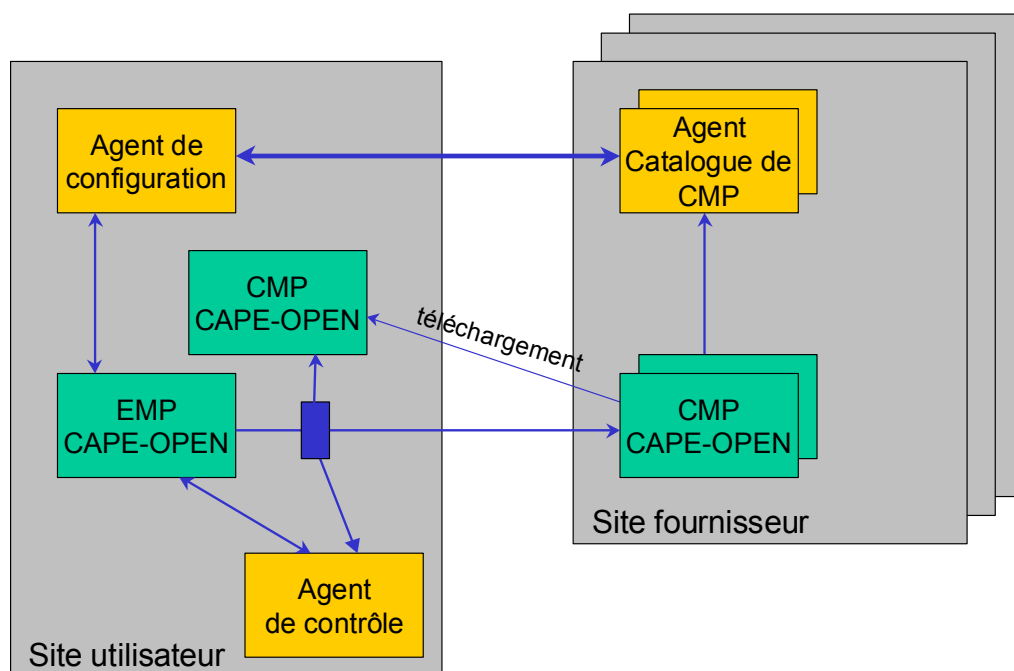 Agent de
configuration
Agent
Catalogue de
CMP
CMP
CAPE-OPEN
téléchargement
EMP
CAPE-OPEN
CMP
CAPE-OPEN
Site fournisseur
Agent
de contrôle
Site utilisateur